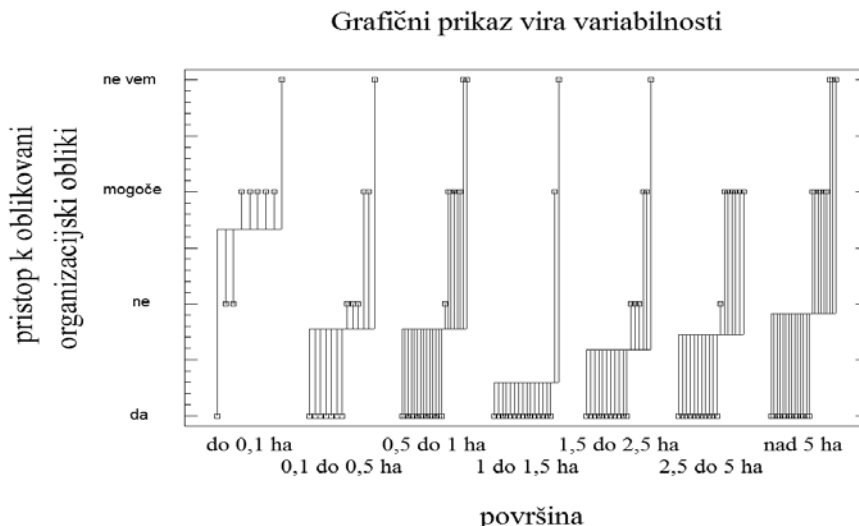 Grafični prikaz vira variabilnosti
pristop k oblikovani
organizacijski obliki
ne vem
mogoče
ne
da
do 0,1 ha
0,1 do 0,5 ha
0,5 do 1 ha
1 do 1,5 ha
1,5 do 2,5 ha
2,5 do 5 ha
nad 5 ha
površina